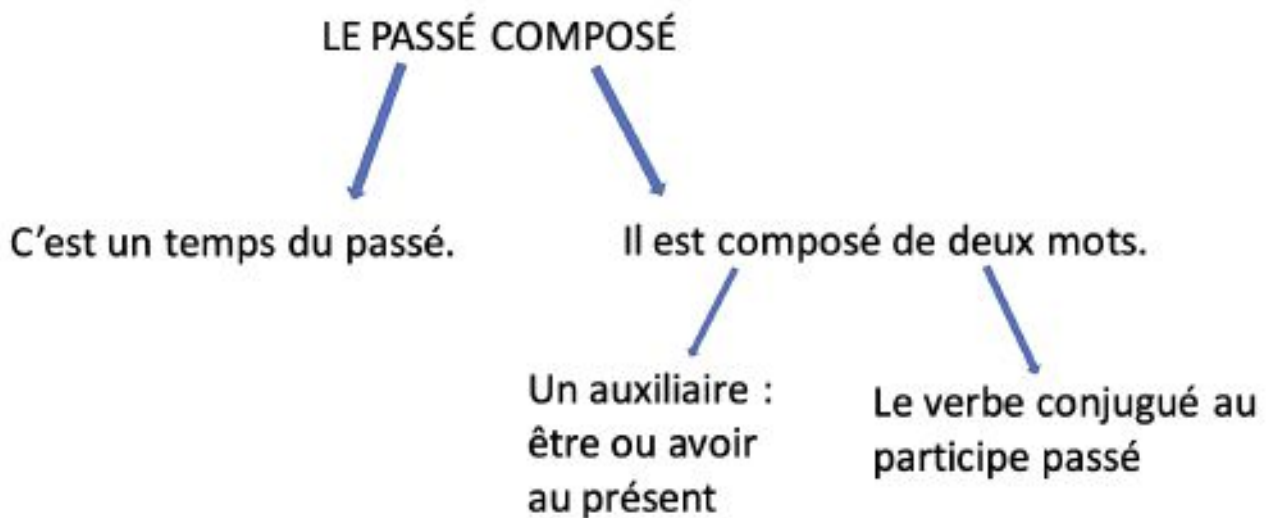 LE PASSÉ COMPOSÉ
C’est un temps du passé.
Il est composé de deux mots.
Un auxiliaire :
être ou avoir
au présent
Le verbe conjugué au
participe passé